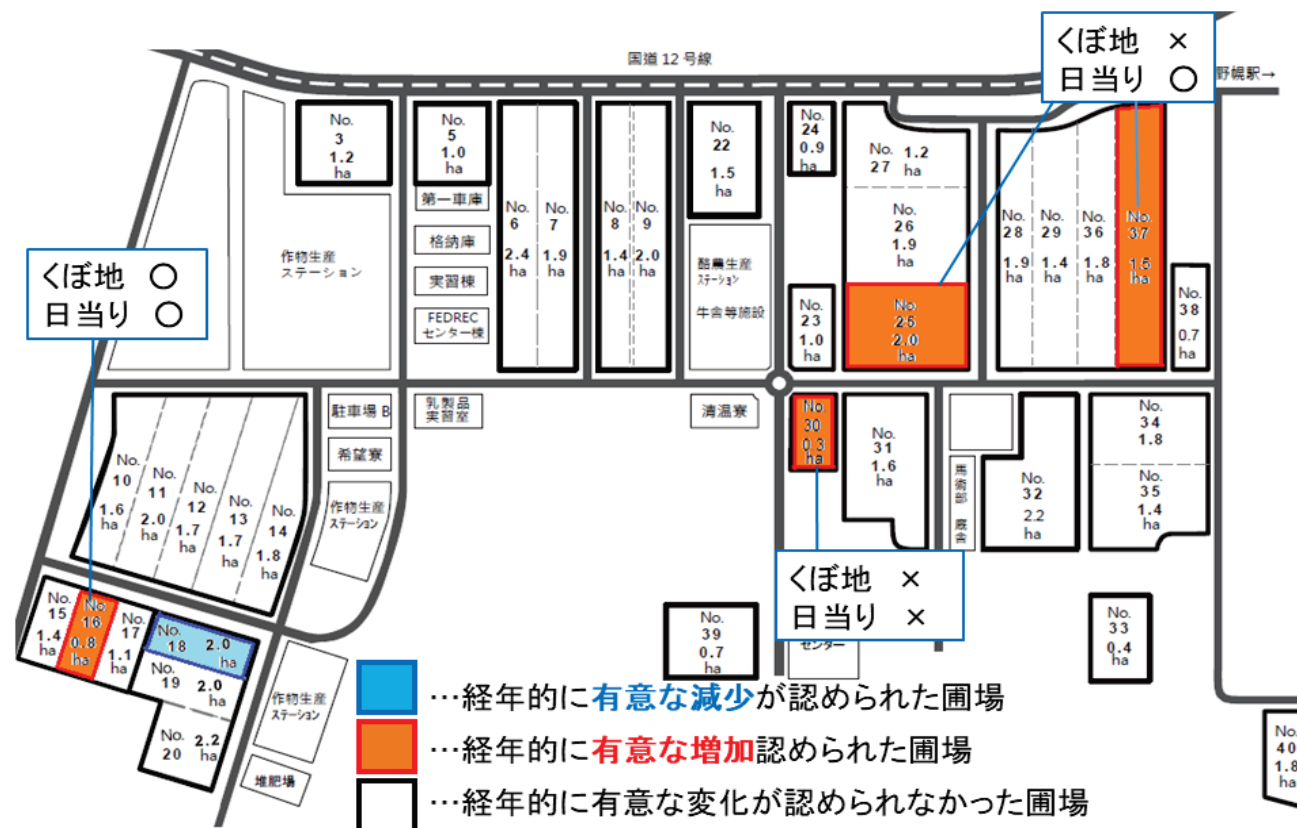 国道 12 号線
くぼ地 ×
日当り ○
野幌駅→
No.
3
1.2
ha
No.
5
1.0
ha
第一車庫
格納庫
実習棟
FEDREC
センター棟
No.
6
2.4
ha
No.
7
1.9
ha
No.
8
1.4
ha
No.
9
2.0
ha
No.
22
1.5
ha
酪農生産
ステーション
牛舎等施設
No.
24
0.9
ha
No.
23
1.0
ha
No.
27
1.2
ha
No.
26
1.9
ha
No.
25
2.0
ha
No.
28
1.9
ha
No.
29
1.4
ha
No.
36
1.8
ha
No.
37
1.5
ha
No.
38
0.7
ha
作物生産
ステーション
くぼ地 ○
日当り ○
駐車場 B
希望寮
作物生産
ステーション
乳製品
実習室
清温寮
No
30
0.3
ha
No.
31
1.6
ha
馬術部 厩舎
No.
32
2.2
ha
No.
34
1.8
No.
35
1.4
ha
No.
10
1.6
ha
No.
11
2.0
ha
No.
12
1.7
ha
No.
13
1.7
ha
No.
14
1.8
ha
くぼ地 ×
日当り ×
センター
No.
33
0.4
ha
No.
39
0.7
ha
No.
15
1.4
ha
No
16
0.8
ha
No.
17
1.1
ha
No.
18
2.0
ha
No.
19
2.0
ha
No.
20
2.2
ha
作物生産
ステーション
堆肥場
No.
40
1.8
ha
…経年的に有意な減少が認められた圃場
…経年的に有意な増加認められた圃場
…経年的に有意な変化が認められなかった圃場